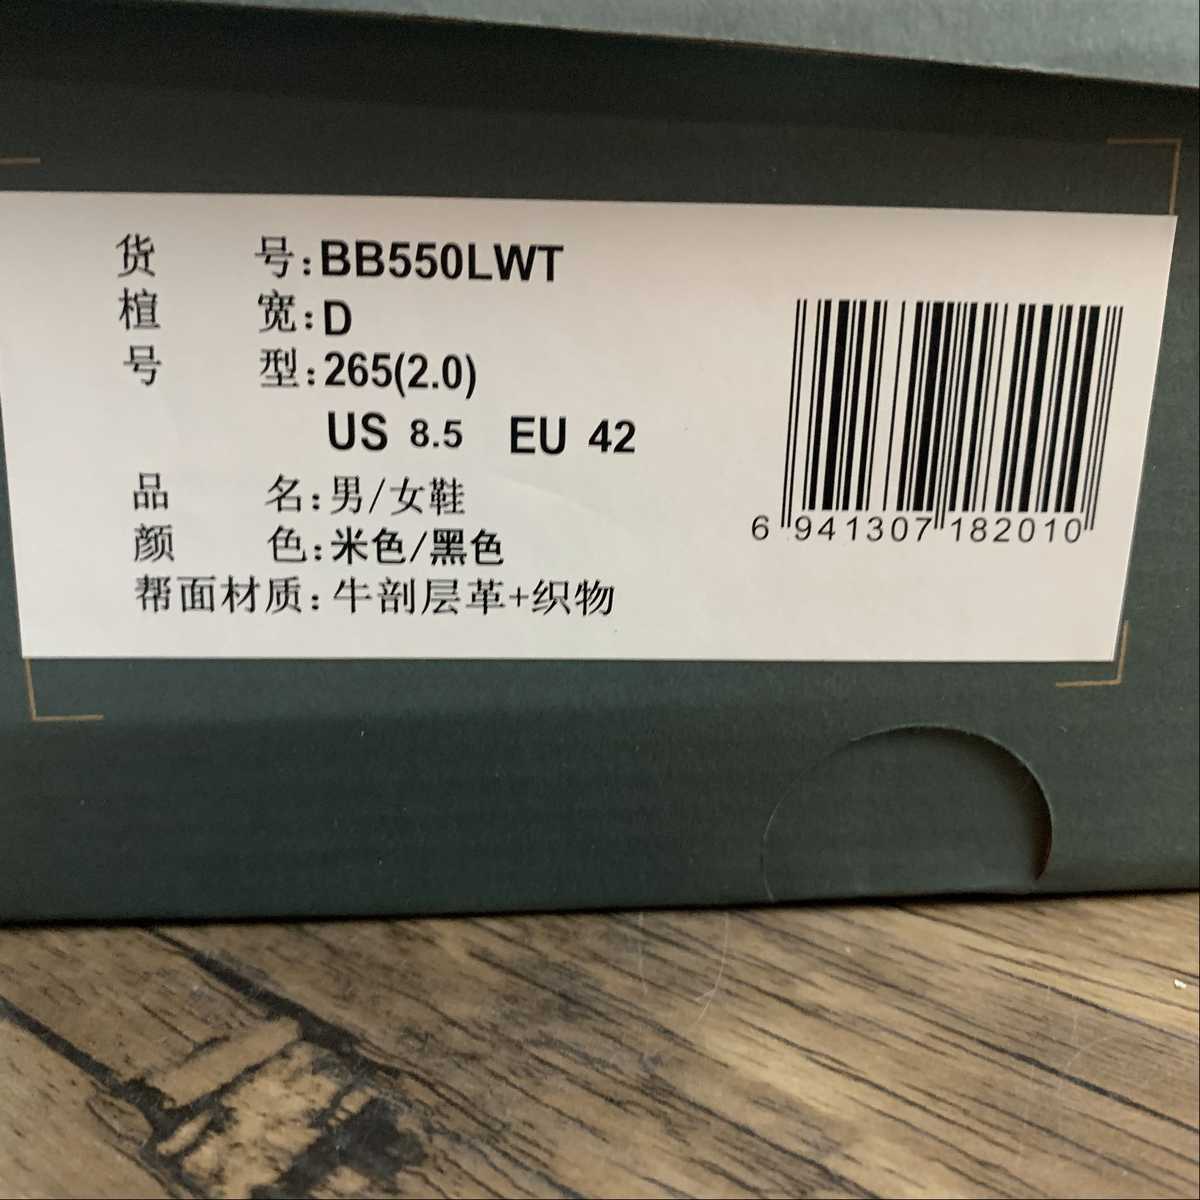 货 号:BB550LWT
楦 宽:D
号 型:265(2.0)
US 8.5 EU 42
品 名:男/女鞋
颜 色:米色/黑色
帮面材质:牛剖层革+织物
6 941307 182010